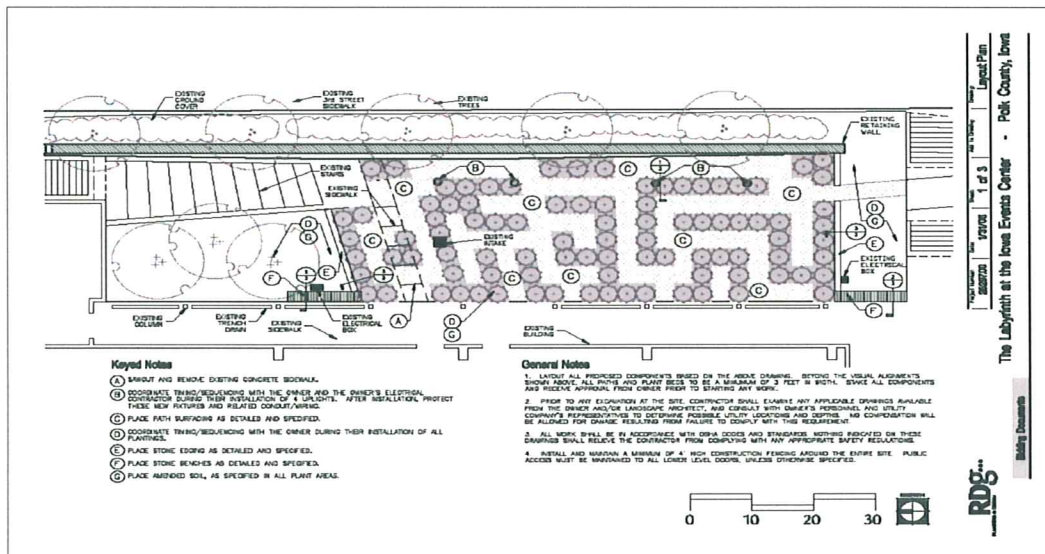 EXISTING
GROUND
COVER
EXISTING
3rd STREET
SIDEWALK
EXISTING
TREES
EXISTING
RETAINING
WALL
EXISTING
STAIRS
EXISTING
SIDEWALK
EXISTING
INTAKE
EXISTING
ELECTRICAL
BOX
EXISTING
COLUMN
EXISTING
TRENCH
DRAIN
EXISTING
SIDEWALK
EXISTING
ELECTRICAL
BOX
EXISTING
BUILDING
A
B
C
D
G
E
F
Keyed Notes
A SAWCUT AND REMOVE EXISTING CONCRETE SIDEWALK.
B COORDINATE TIMING/SEQUENCING WITH THE OWNER AND THE OWNER'S ELECTRICAL
CONTRACTOR DURING THEIR INSTALLATION OF 4 UPLIGHTS. AFTER INSTALLATION, PROTECT
THESE NEW FIXTURES AND RELATED CONDUIT/WIRING.
C PLACE PATH SURFACING AS DETAILED AND SPECIFIED.
D COORDINATE TIMING/SEQUENCING WITH THE OWNER DURING THEIR INSTALLATION OF ALL
PLANTINGS.
E PLACE STONE EDGING AS DETAILED AND SPECIFIED.
F PLACE STONE BENCHES AS DETAILED AND SPECIFIED.
G PLACE AMENDED SOIL, AS SPECIFIED IN ALL PLANT AREAS.
General Notes
1. LAYOUT ALL PROPOSED COMPONENTS BASED ON THE ABOVE DRAWING. BEYOND THE VISUAL ALIGNMENTS
SHOWN ABOVE, ALL PATHS AND PLANT BEDS TO BE A MINIMUM OF 3 FEET IN WIDTH. STAKE ALL COMPONENTS
AND RECEIVE APPROVAL FROM OWNER PRIOR TO STARTING ANY WORK.
2. PRIOR TO ANY EXCAVATION AT THE SITE, CONTRACTOR SHALL EXAMINE ANY APPLICABLE DRAWINGS AVAILABLE
FROM THE OWNER AND/OR LANDSCAPE ARCHITECT, AND CONSULT WITH OWNER'S PERSONNEL AND UTILITY
COMPANY'S REPRESENTATIVES TO DETERMINE POSSIBLE UTILITY LOCATIONS AND DEPTHS. NO COMPENSATION WILL
BE ALLOWED FOR DAMAGE RESULTING FROM FAILURE TO COMPLY WITH THIS REQUIREMENT.
3. ALL WORK SHALL BE IN ACCORDANCE WITH OSHA CODES AND STANDARDS. NOTHING INDICATED ON THESE
DRAWINGS SHALL RELIEVE THE CONTRACTOR FROM COMPLYING WITH ANY APPROPRIATE SAFETY REGULATIONS.
4. INSTALL AND MAINTAIN A MINIMUM OF 4' HIGH CONSTRUCTION FENCING AROUND THE ENTIRE SITE. PUBLIC
ACCESS MUST BE MAINTAINED TO ALL LOWER LEVEL DOORS, UNLESS OTHERWISE SPECIFIED.
0 10 20 30
RDg...
Project Number
Date
Sheet 1 of 3
Layout Plan
The Labyrinth at the Iowa Events Center - Polk County, Iowa
Bidding Documents